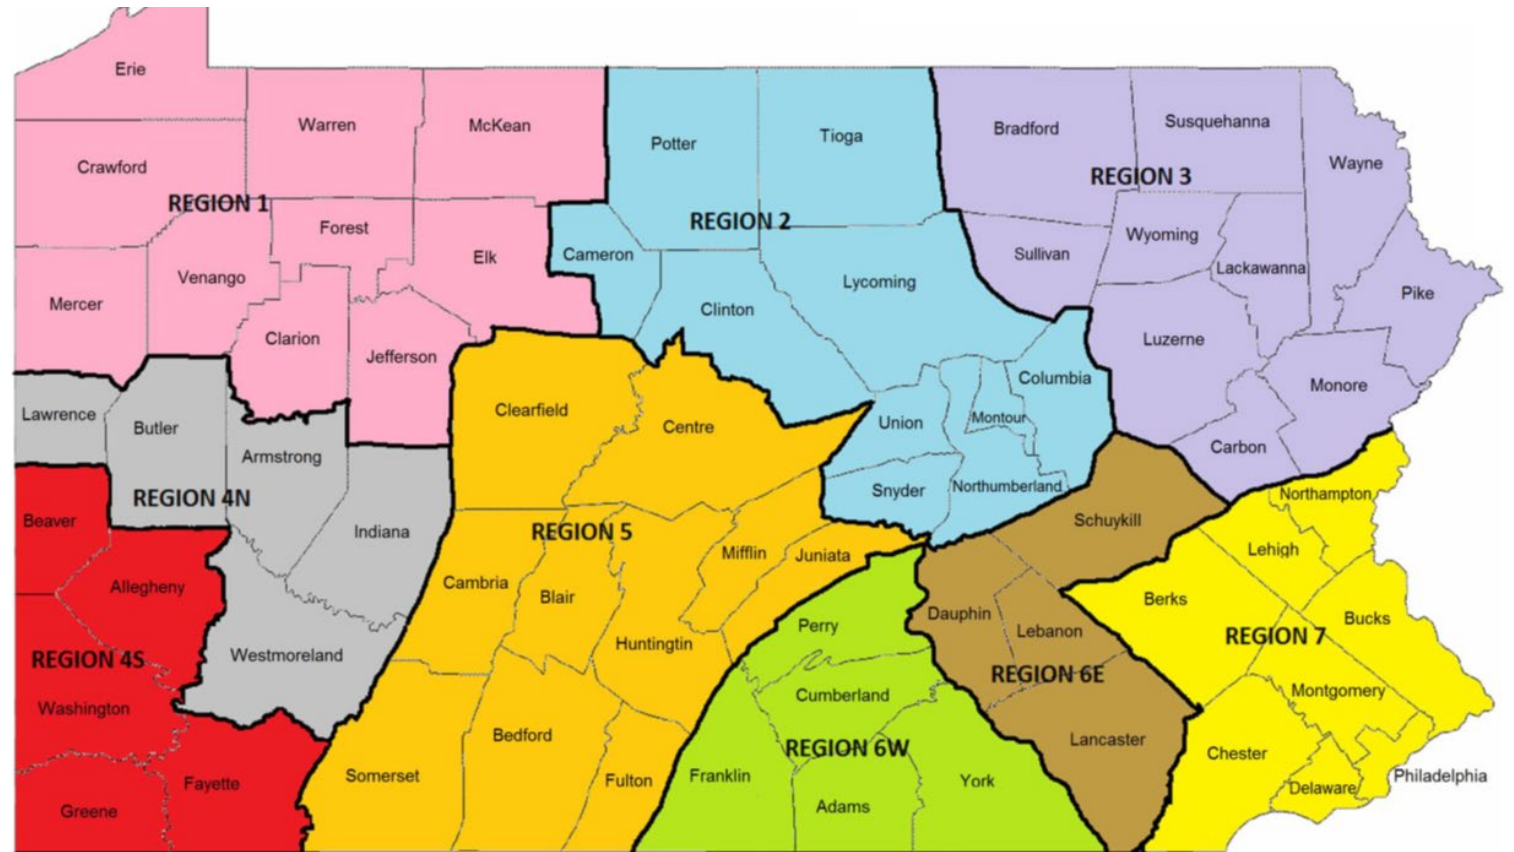 Erie
Warren
McKean
Potter
Tioga
Bradford
Susquehanna
Wayne
Crawford
REGION 1
REGION 2
REGION 3
Forest
Elk
Cameron
Lycoming
Sullivan
Wyoming
Lackawanna
Venango
Mercer
Clarion
Jefferson
Clinton
Luzerne
Pike
Monore
Columbia
Lawrence
Butler
Armstrong
Clearfield
Centre
Union
Montour
Carbon
REGION 4N
Indiana
Snyder
Northumberland
Northampton
Beaver
REGION 5
Mifflin
Juniata
Schuykill
Lehigh
Allegheny
Cambria
Blair
Huntingtin
Perry
Dauphin
Lebanon
Berks
Bucks
REGION 7
REGION 4S
Westmoreland
REGION 6E
Washington
Cumberland
Montgomery
Bedford
REGION 6W
Lancaster
Chester
Greene
Fayette
Somerset
Fulton
Franklin
Adams
York
Delaware
Philadelphia